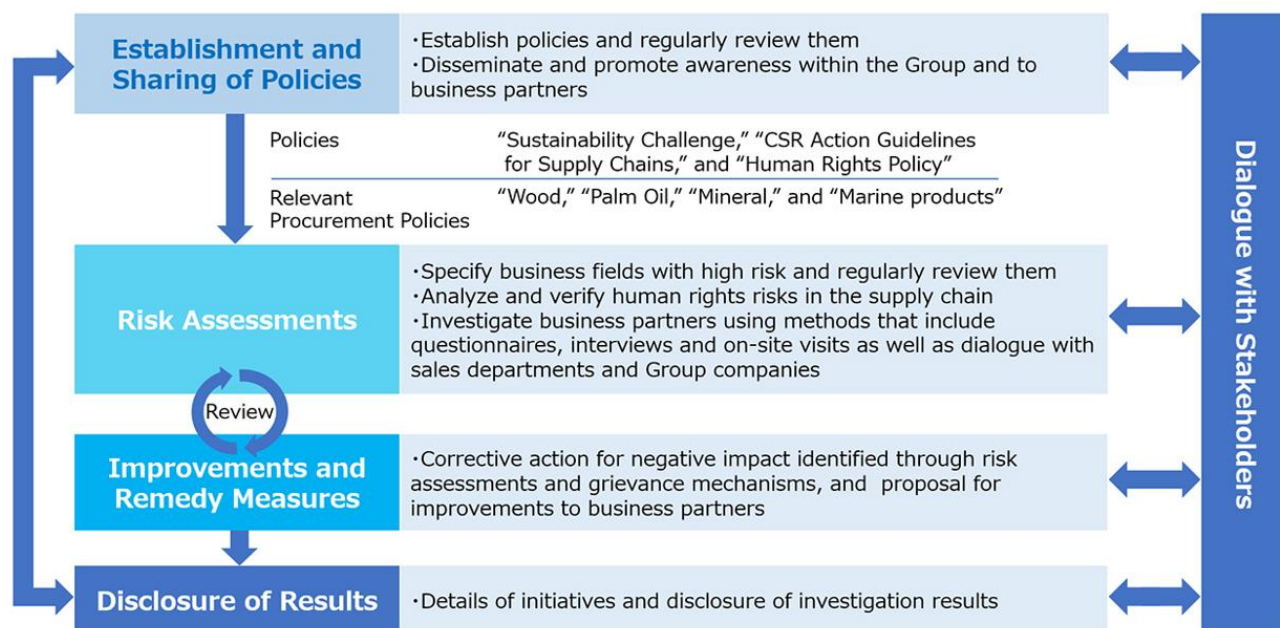 Establishment and
Sharing of Policies
・Establish policies and regularly review them
・Disseminate and promote awareness within the Group and to
business partners
Policies
“Sustainability Challenge,” “CSR Action Guidelines
for Supply Chains,” and “Human Rights Policy”
Relevant
Procurement Policies
“Wood,” “Palm Oil,” “Mineral,” and “Marine products”
Risk Assessments
・Specify business fields with high risk and regularly review them
・Analyze and verify human rights risks in the supply chain
・Investigate business partners using methods that include
questionnaires, interviews and on-site visits as well as dialogue with
sales departments and Group companies
Review
Improvements and
Remedy Measures
・Corrective action for negative impact identified through risk
assessments and grievance mechanisms, and proposal for
improvements to business partners
Disclosure of Results
・Details of initiatives and disclosure of investigation results
Dialogue with Stakeholders